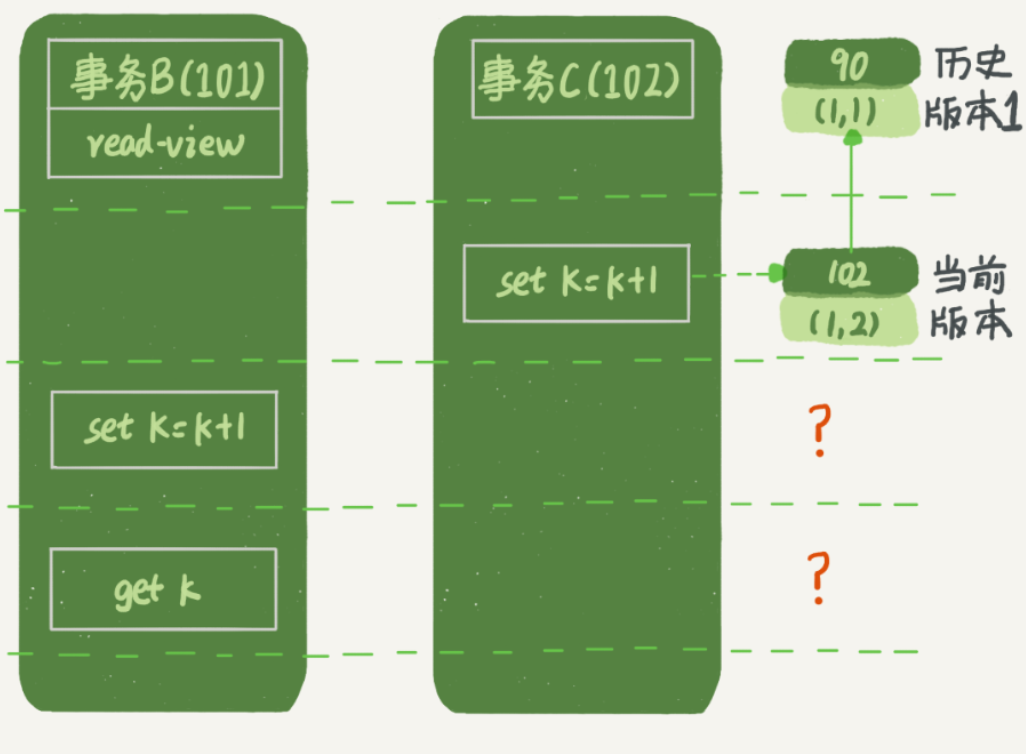 事务B(101)
read-view
事务C(102)
90
(1,1)
历史
版本1
set k=k+1
102
(1,2)
当前
版本
set k=k+1
?
get k
?